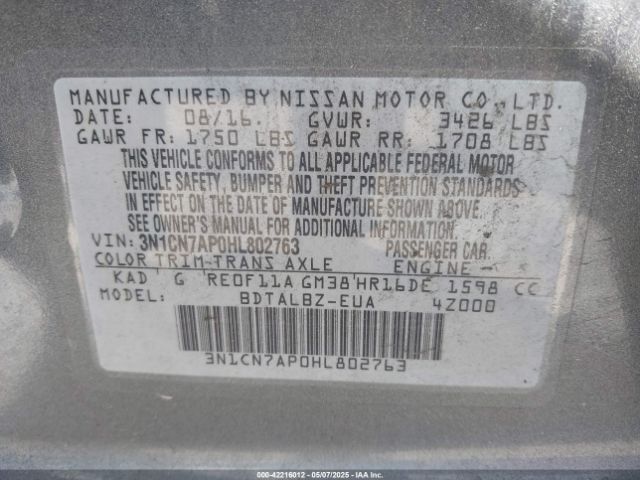 MANUFACTURED BY NISSAN MOTOR CO., LTD.
DATE: 08/16. GVWR: 3426 LBS
GAWR FR: 1750 LBS GAWR RR: 1708 LBS
THIS VEHICLE CONFORMS TO ALL APPLICABLE FEDERAL MOTOR
VEHICLE SAFETY, BUMPER AND THEFT PREVENTION STANDARDS
IN EFFECT ON THE DATE OF MANUFACTURE SHOWN ABOVE.
SEE OWNER'S MANUAL FOR ADDITIONAL INFORMATION.
VIN: 3N1CN7AP0HL802763 PASSENGER CAR.
COLOR TRIM-TRANS AXLE ENGINE
KAD G RE0F11A GM38 HR16DE 1598 CC
MODEL: BDTALBZ-EUA 4Z000
3N1CN7AP0HL802763
000-42216012 - 05/07/2025 - IAAI.COM